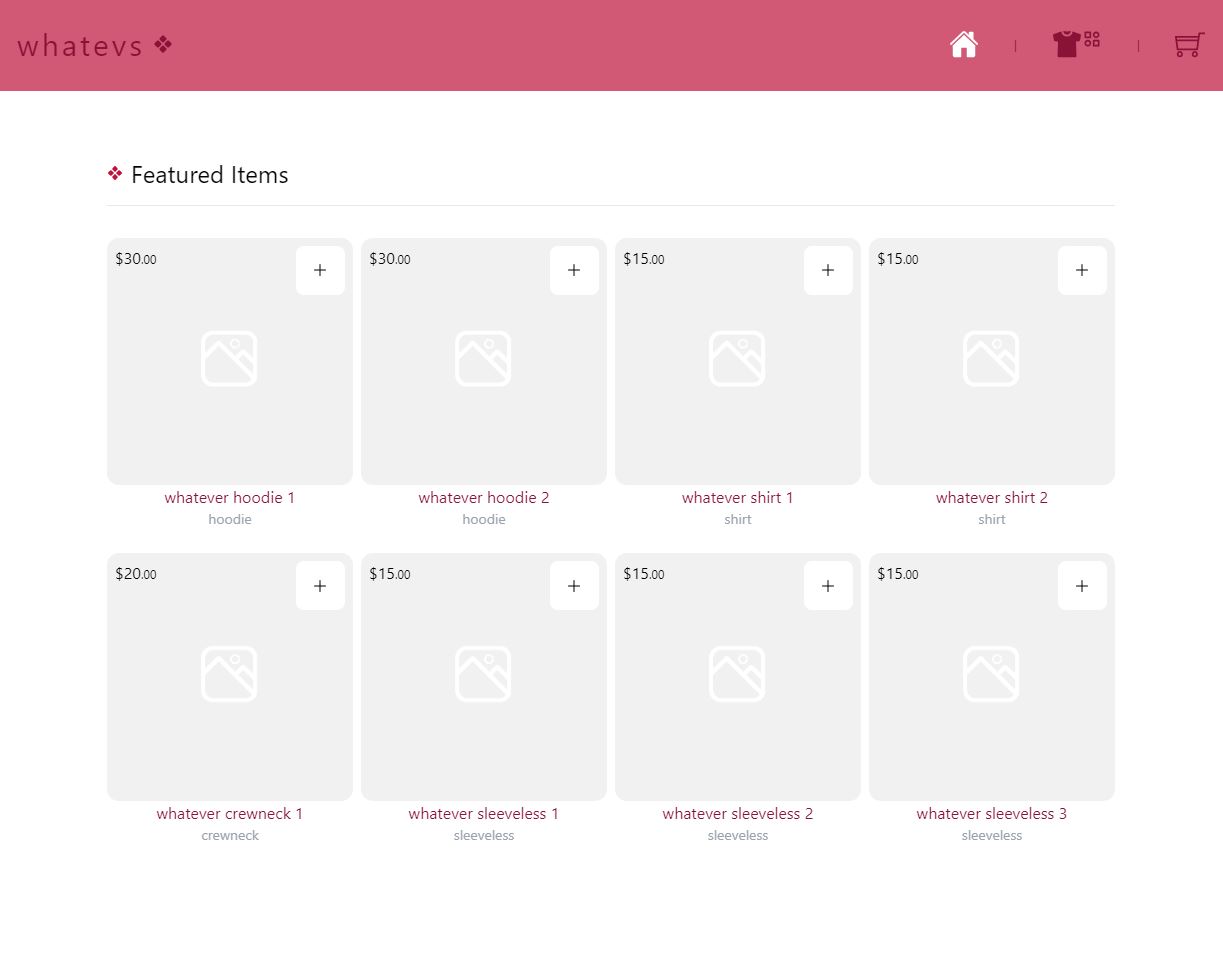 whatevs ❖
❖ Featured Items
$30.00 +
$30.00 +
$15.00 +
$15.00 +
whatever hoodie 1
hoodie
whatever hoodie 2
hoodie
whatever shirt 1
shirt
whatever shirt 2
shirt
$20.00 +
$15.00 +
$15.00 +
$15.00 +
whatever crewneck 1
crewneck
whatever sleeveless 1
sleeveless
whatever sleeveless 2
sleeveless
whatever sleeveless 3
sleeveless